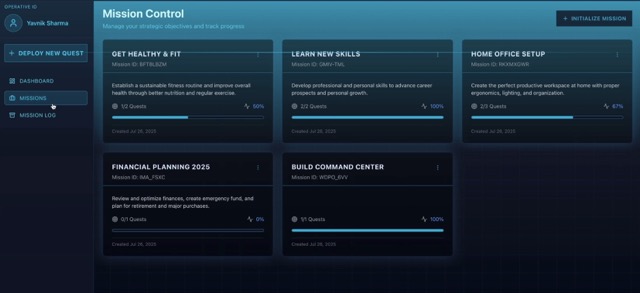 OPERATIVE ID
Yavnik Sharma
+ DEPLOY NEW QUEST
DASHBOARD
MISSIONS
MISSION LOG
Mission Control
Manage your strategic objectives and track progress
+ INITIALIZE MISSION
GET HEALTHY & FIT
Mission ID:
Establish a sustainable fitness routine and improve overall
health through better nutrition and regular exercise.
1/2 Quests
50%
Created Jul 28, 2025
LEARN NEW SKILLS
Mission ID:
Develop professional and personal skills to advance career
prospects and personal growth.
2/2 Quests
100%
Created Jul 28, 2025
HOME OFFICE SETUP
Mission ID:
Create the perfect productive workspace at home with proper
ergonomics, lighting, and organization.
2/3 Quests
67%
Created Jul 28, 2025
FINANCIAL PLANNING 2025
Mission ID:
Review and optimize finances, create emergency fund, and
plan for retirement and major purchases.
0/1 Quests
0%
Created Jul 28, 2025
BUILD COMMAND CENTER
Mission ID:
1/1 Quests
100%
Created Jul 28, 2025